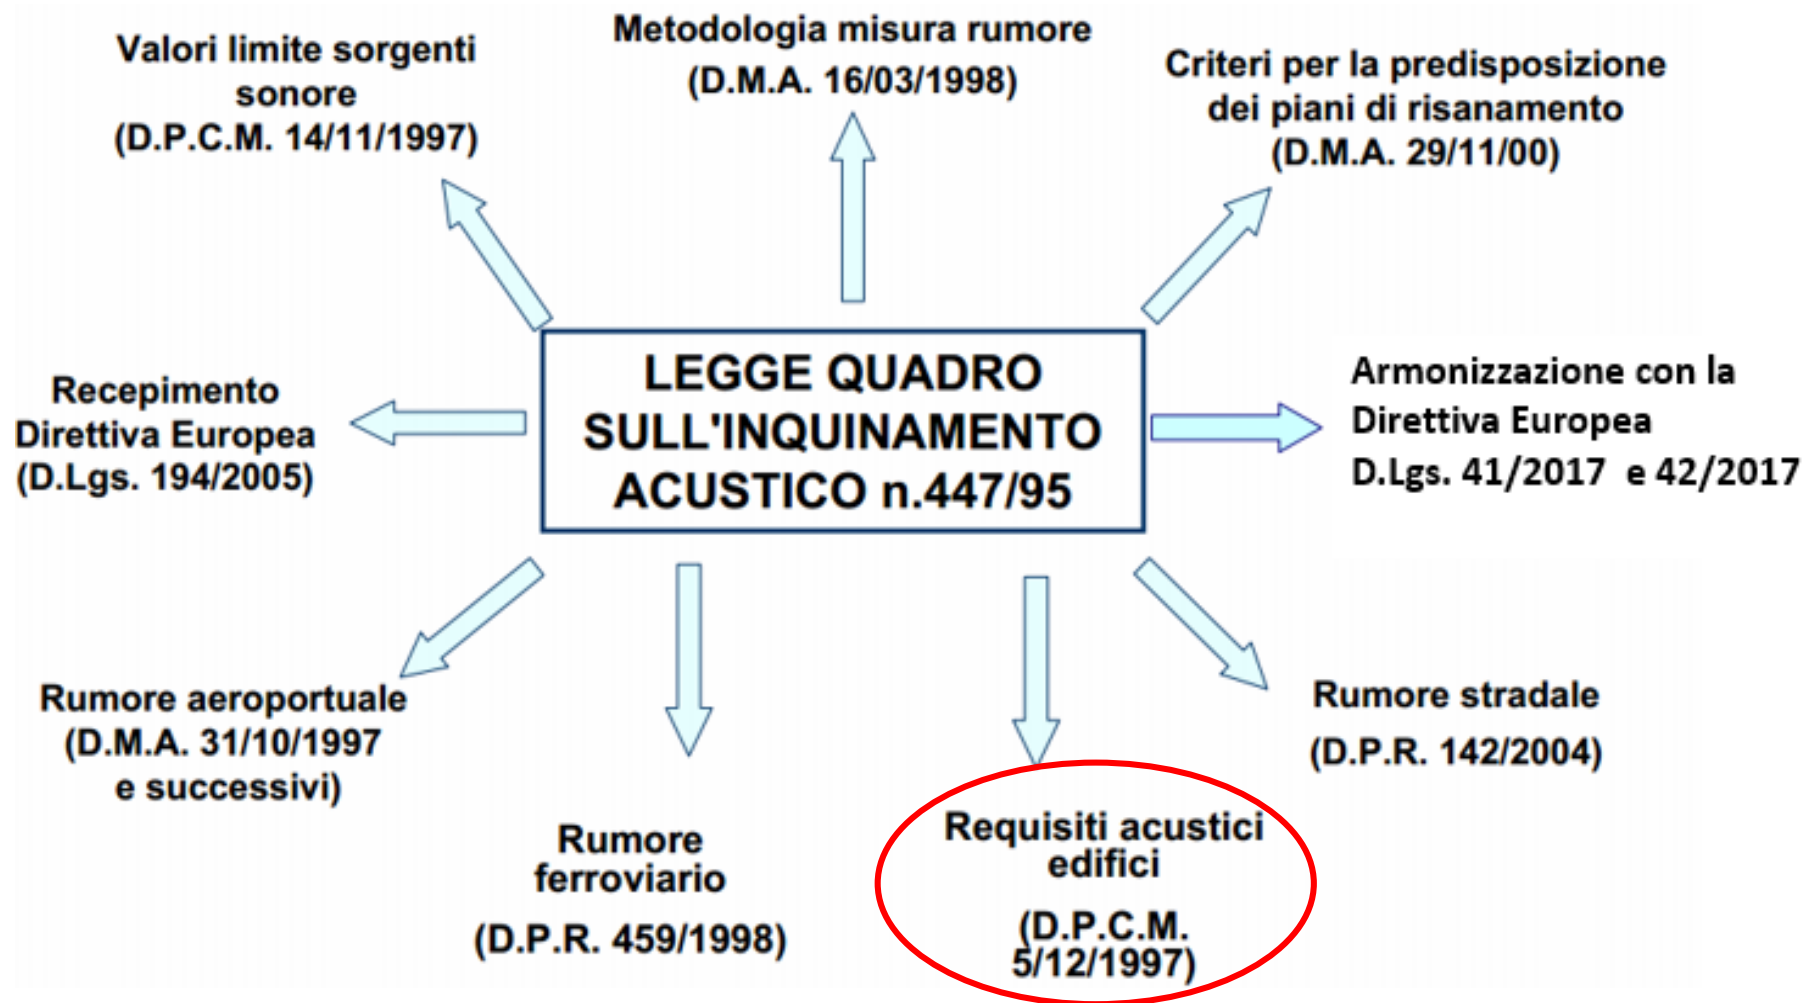 Valori limite sorgenti
sonore
(D.P.C.M. 14/11/1997)
Metodologia misura rumore
(D.M.A. 16/03/1998)
Criteri per la predisposizione
dei piani di risanamento
(D.M.A. 29/11/00)
Recepimento
Direttiva Europea
(D.Lgs. 194/2005)
LEGGE QUADRO
SULL'INQUINAMENTO
ACUSTICO n.447/95
Armonizzazione con la
Direttiva Europea
D.Lgs. 41/2017 e 42/2017
Rumore aeroportuale
(D.M.A. 31/10/1997
e successivi)
Rumore
ferroviario
(D.P.R. 459/1998)
Requisiti acustici
edifici
(D.P.C.M.
5/12/1997)
Rumore stradale
(D.P.R. 142/2004)